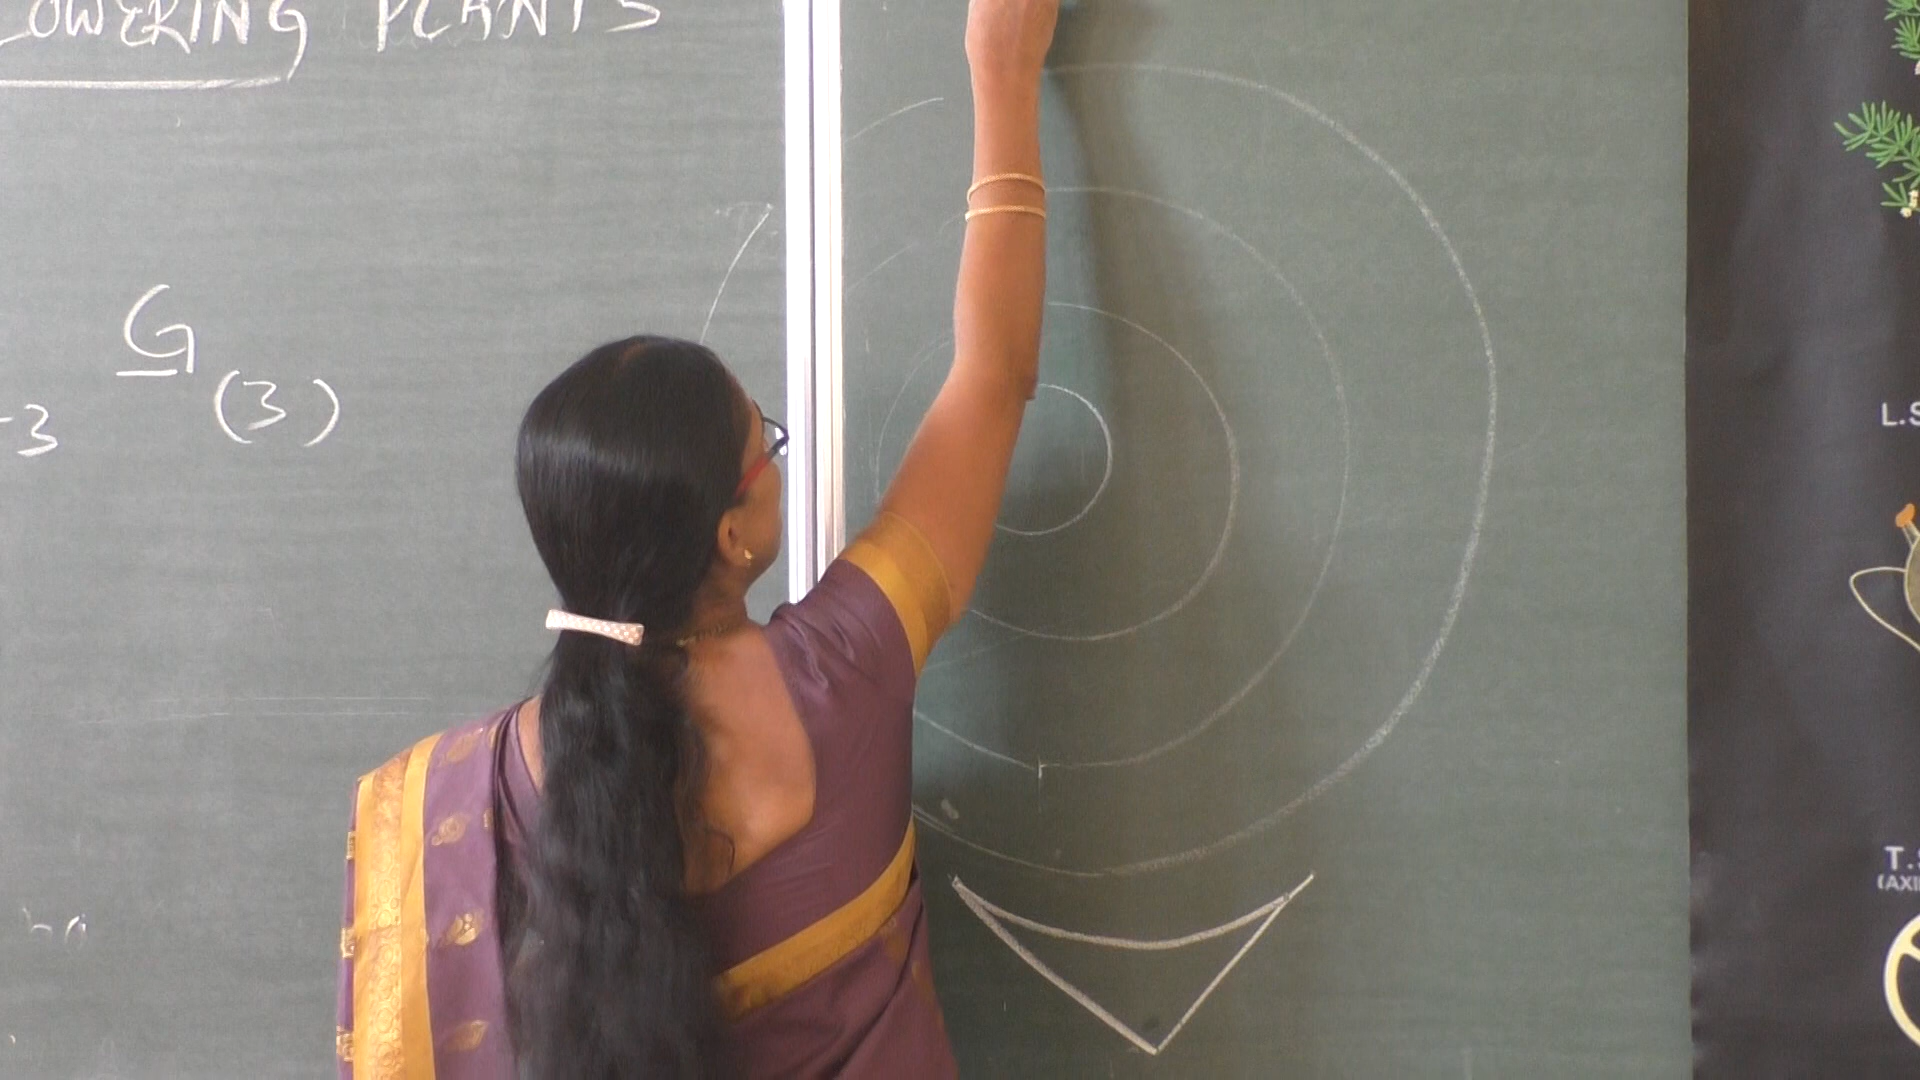 LOWERING PLANTS
G
(3)
+3
L.S
T.S
(AXI